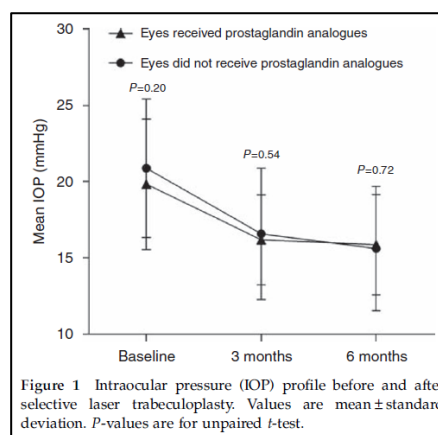 30
Eyes received prostaglandin analogues
Eyes did not receive prostaglandin analogues
P=0.20
25
P=0.54
P=0.72
Mean IOP (mmHg)
20
15
10
Baseline 3 months 6 months
Figure 1 Intraocular pressure (IOP) profile before and after
selective laser trabeculoplasty. Values are mean ± standard
deviation. P-values are for unpaired t-test.